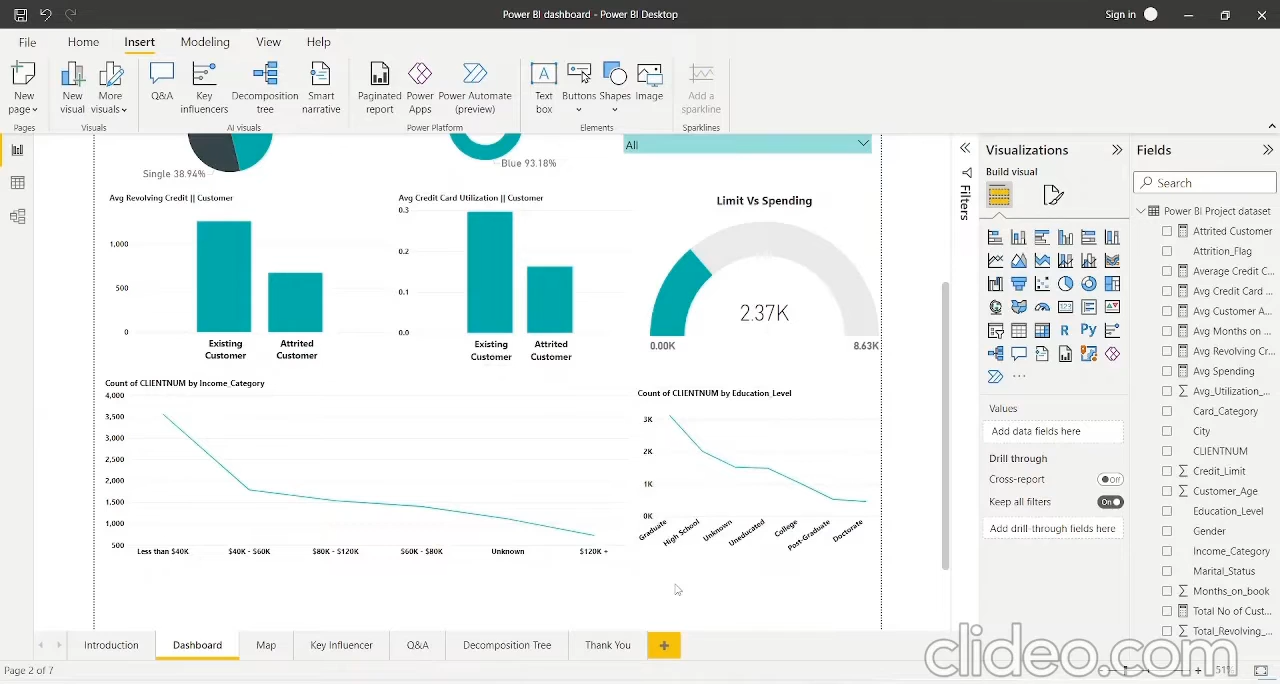 Power BI dashboard - Power BI Desktop
Sign in
File Home Insert Modeling View Help
New page
New visual
More visuals
Q&A
Key influencers
Decomposition tree
Smart narrative
Paginated report
Power Apps
Power Automate (preview)
Text box
Buttons
Shapes
Image
Add a sparkline
Pages
Visuals
AI visuals
Power Platform
Elements
Sparklines
Single 38.94%
Blue 93.18%
All
Avg Revolving Credit || Customer
1,000
500
0
Existing Customer
Attrited Customer
Avg Credit Card Utilization || Customer
0.3
0.2
0.1
0.0
Existing Customer
Attrited Customer
Limit Vs Spending
2.37K
0.00K
8.63K
Count of CLIENTNUM by Income_Category
4,000
3,500
3,000
2,500
2,000
1,500
1,000
500
Less than $40K
$40K - $60K
$80K - $120K
$60K - $80K
Unknown
$120K +
Count of CLIENTNUM by Education_Level
3K
2K
1K
0K
Graduate
High School
Unknown
Uneducated
College
Post-Graduate
Doctorate
Filters
Visualizations
Build visual
R
Py
123
Values
Add data fields here
Drill through
Cross-report
Off
Keep all filters
On
Add drill-through fields here
Fields
Search
Power BI Project dataset
Attrited Customer
Attrition_Flag
Average Credit C...
Avg Credit Card ...
Avg Customer A...
Avg Months on ...
Avg Revolving Cr...
Avg Spending
Avg_Utilization_...
Card_Category
City
CLIENTNUM
Credit_Limit
Customer_Age
Education_Level
Gender
Income_Category
Marital_Status
Months_on_book
Total No of Cust...
Total_Revolving_...
Introduction
Dashboard
Map
Key Influencer
Q&A
Decomposition Tree
Thank You
Page 2 of 7
51%
clideo.com